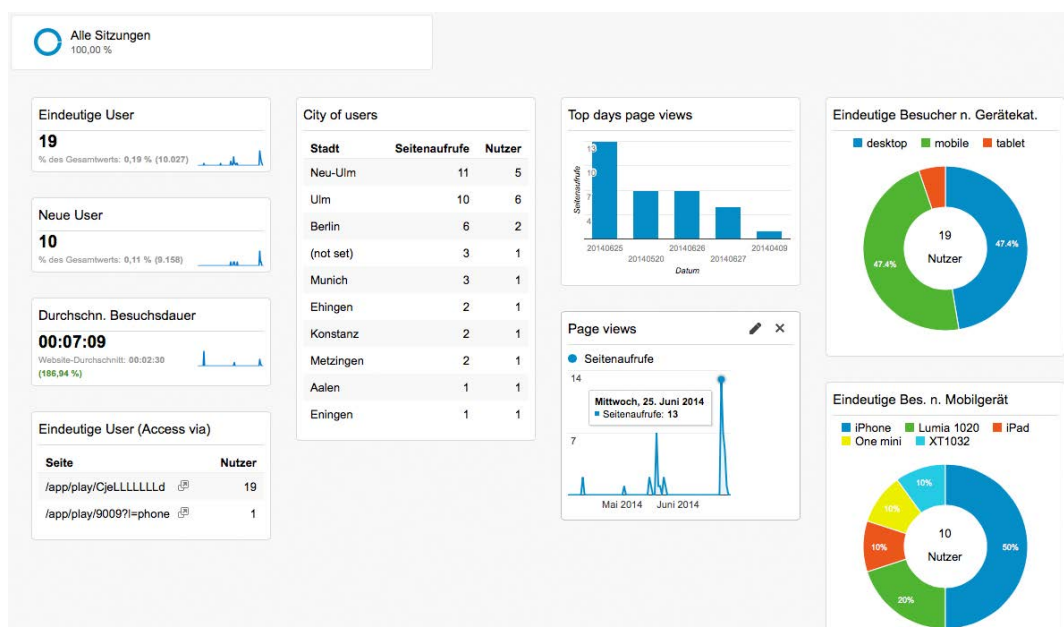 Alle Sitzungen
100,00 %
Eindeutige User
19
% des Gesamtwerts: 0,19 % (10.027)
Neue User
10
% des Gesamtwerts: 0,11 % (9.158)
Durchschn. Besuchsdauer
00:07:09
Website-Durchschnitt: 00:02:30
(186,94 %)
Eindeutige User (Access via)
Seite Nutzer
/app/play/CjeLLLLLLLd 19
/app/play/9009?l=phone 1
City of users
Stadt Seitenaufrufe Nutzer
Neu-Ulm 11 5
Ulm 10 6
Berlin 6 2
(not set) 3 1
Munich 3 1
Ehingen 2 1
Konstanz 2 1
Metzingen 2 1
Aalen 1 1
Eningen 1 1
Top days page views
Seitenaufrufe
13
10
7
4
20140625 20140626 20140409
20140520 20140627
Datum
Page views
Seitenaufrufe
14
Mittwoch, 25. Juni 2014
Seitenaufrufe: 13
7
Mai 2014 Juni 2014
Eindeutige Besucher n. Gerätekat.
desktop mobile tablet
19
Nutzer
47.4%
47.4%
Eindeutige Bes. n. Mobilgerät
iPhone Lumia 1020 iPad
One mini XT1032
10%
10%
10
Nutzer
10%
50%
20%